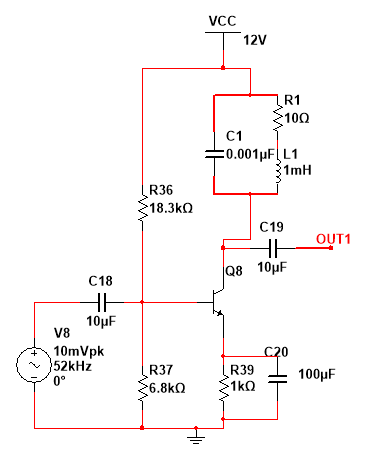 VCC
12V
R1
10Ω
C1
0.001µF
L1
1mH
R36
18.3kΩ
C19
10µF
OUT1
Q8
C18
10µF
V8
10mVpk
52kHz
0°
R37
6.8kΩ
R39
1kΩ
C20
100µF